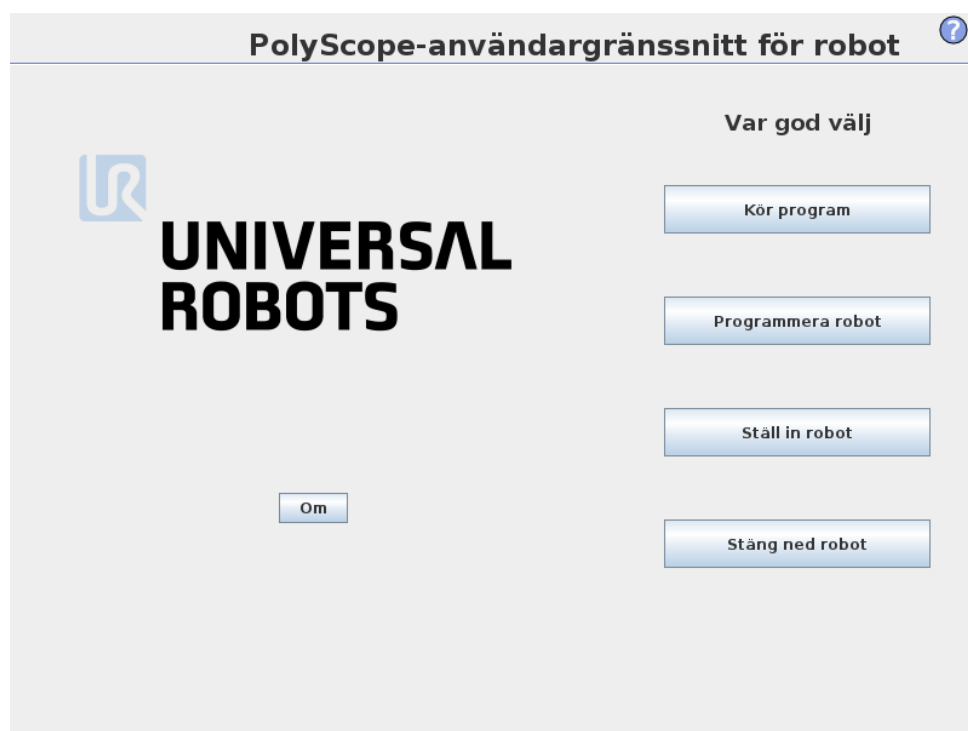 PolyScope-användargränssnitt för robot
?
Var god välj
UR
UNIVERSAL
ROBOTS
Kör program
Programmera robot
Ställ in robot
Om
Stäng ned robot